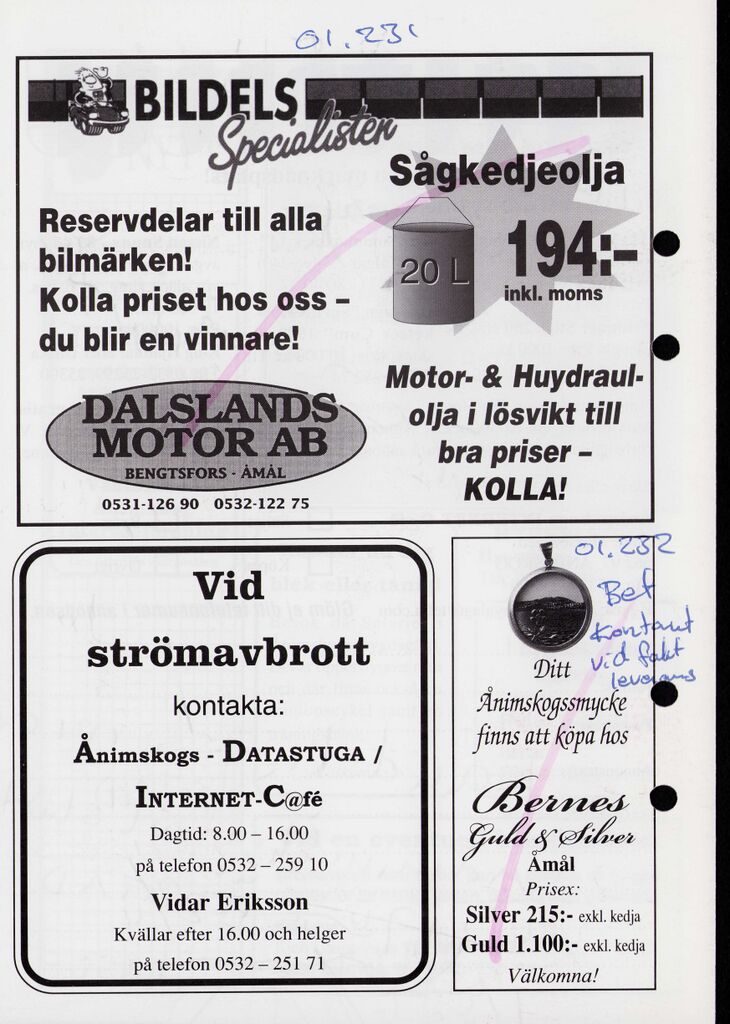 01.231
BILDELS
Specialisten
Reservdelar till alla
bilmärken!
Kolla priset hos oss –
du blir en vinnare!
DALSLANDS
MOTOR AB
BENGTSFORS - ÅMÅL
0531-126 90 0532-122 75
Sågkedjeolja
20 L
194:-
inkl. moms
Motor- & Huydraul-
olja i lösvikt till
bra priser –
KOLLA!
Vid
strömavbrott
kontakta:
Ånimskogs - DATASTUGA /
INTERNET-C@fé
Dagtid: 8.00 – 16.00
på telefon 0532 – 259 10
Vidar Eriksson
Kvällar efter 16.00 och helger
på telefon 0532 – 251 71
01.232
Bet
Kontant
vid fakt
leverans
Ditt
Ånimskogssmycke
finns att köpa hos
Bernes
Guld & Silver
Åmål
Prisex:
Silver 215:- exkl. kedja
Guld 1.100:- exkl. kedja
Välkomna!